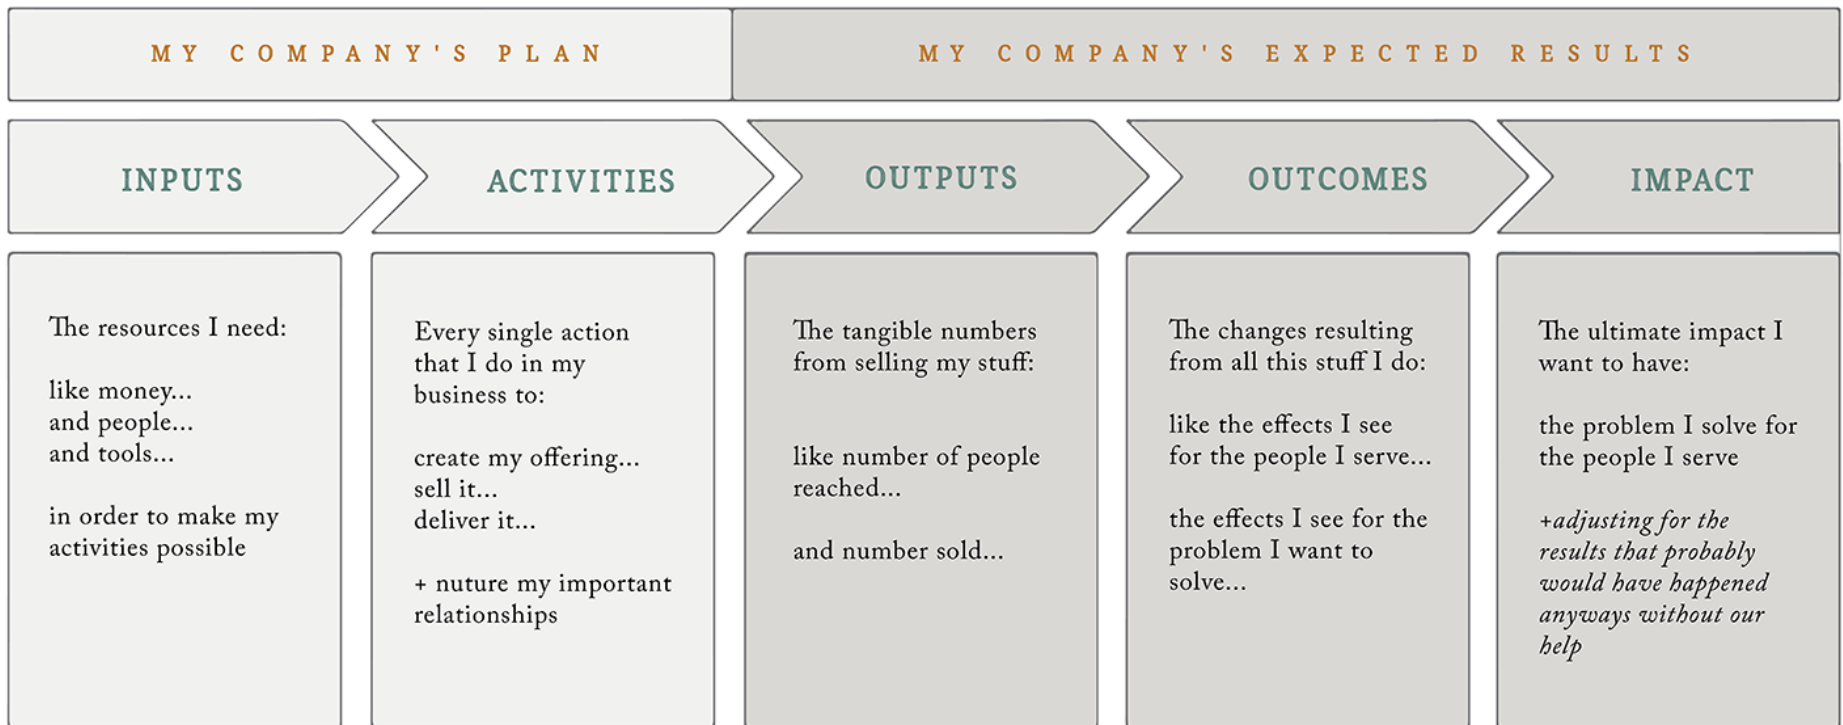 MY COMPANY'S PLAN
MY COMPANY'S EXPECTED RESULTS
INPUTS
ACTIVITIES
OUTPUTS
OUTCOMES
IMPACT
The resources I need:
like money...
and people...
and tools...
in order to make my
activities possible
Every single action
that I do in my
business to:
create my offering...
sell it...
deliver it...
+ nuture my important
relationships
The tangible numbers
from selling my stuff:
like number of people
reached...
and number sold...
The changes resulting
from all this stuff I do:
like the effects I see
for the people I serve...
the effects I see for the
problem I want to
solve...
The ultimate impact I
want to have:
the problem I solve for
the people I serve
+adjusting for the
results that probably
would have happened
anyways without our
help